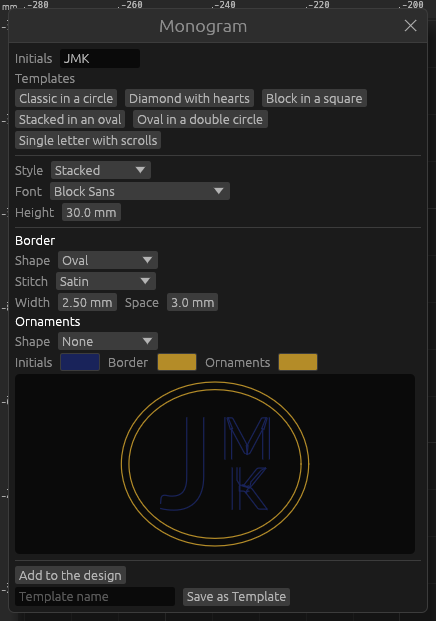 mm -280 -260 -240 -220 -200
Monogram
Initials JMK
Templates
Classic in a circle Diamond with hearts Block in a square
Stacked in an oval Oval in a double circle
Single letter with scrolls
Style Stacked
Font Block Sans
Height 30.0 mm
Border
Shape Oval
Stitch Satin
Width 2.50 mm Space 3.0 mm
Ornaments
Shape None
Initials Border Ornaments
J M
K
Add to the design
Template name Save as Template